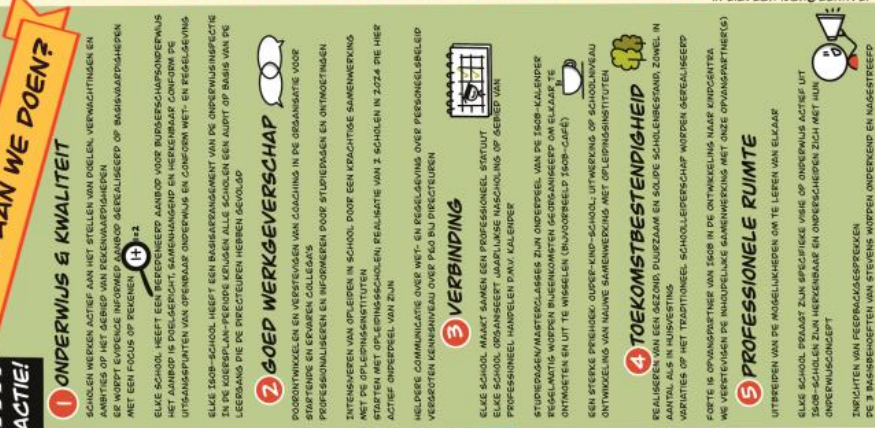 AAN WE DOEN?
ACTIE!
1 ONDERWIJS & KWALITEIT
SCHOLEN WERKEN ACTIEF AAN HET STELLEN VAN DOELEN, VERWACHTINGEN EN
AMBITIES OP HET GEBIED VAN REKENVAARDIGHEDEN
ER WORDT EVIDENCE INFORMED AANBOD GEREALISEERD OP BASISVAARDIGHEDEN
MET EEN FOCUS OP REKENEN
1+1=2
ELKE SCHOOL HEEFT EEN BEREDENEERD AANBOD VOOR BURGERSCHAPSONDERWIJS
HET AANBOD IS DOELGERICHT, SAMENHANGEND EN HERKENBAAR CONFORM DE
UITGANGSPUNTEN VAN OPENBAAR ONDERWIJS EN CONFORM WET- EN REGELGEVING
ELKE ISOB-SCHOOL HEEFT EEN BASISARRANGEMENT VAN DE ONDERWIJSINSPECTIE
IN DE KOERSPLAN-PERIODE KRIJGEN ALLE SCHOLEN EEN AUDIT OP BASIS VAN DE
LEERGANG DIE DE DIRECTEUREN HEBBEN GEVOLGD
2 GOED WERKGEVERSCHAP
DOORONTWIKKELEN EN VERSTEVIGEN VAN COACHING IN DE ORGANISATIE VOOR
STARTENDE EN ERVAREN COLLEGA'S
PROFESSIONALISEREN EN INFORMEREN DOOR STUDIEDAGEN EN ONTMOETINGEN
INTENSIVEREN VAN OPLEIDEN IN SCHOOL DOOR EEN KRACHTIGE SAMENWERKING
MET DE OPLEIDINGSINSTITUTEN
STARTEN MET OPLEIDINGSSCHOLEN; REALISATIE VAN 2 SCHOLEN IN 2024 DIE HIER
ACTIEF ONDERDEEL VAN ZIJN
HELDERE COMMUNICATIE OVER WET- EN REGELGEVING OVER PERSONEELSBELEID
VERGROTEN KENNISNIVEAU OVER P&O BIJ DIRECTEUREN
3 VERBINDING
ELKE SCHOOL MAAKT SAMEN EEN PROFESSIONEEL STATUUT
ELKE SCHOOL ORGANISEERT JAARLIJKSE NASCHOLING OP GEBIED VAN
PROFESSIONEEL HANDELEN D.M.V. KALENDER
STUDIEDAGEN/MASTERCLASSES ZIJN ONDERDEEL VAN DE ISOB-KALENDER
REGELMATIG WORDEN BIJEENKOMSTEN GEORGANISEERD OM ELKAAR TE
ONTMOETEN EN UIT TE WISSELEN (BIJVOORBEELD ISOB-CAFÉ)
EEN STERKE DRIEHOEK: OUDER-KIND-SCHOOL; UITWERKING OP SCHOOLNIVEAU
ONTWIKKELING VAN NAUWE SAMENWERKING MET OPLEIDINGSINSTITUTEN
4 TOEKOMSTBESTENDIGHEID
REALISEREN VAN EEN GEZOND, DUURZAAM EN SOLIDE SCHOLENBESTAND, ZOWEL IN
AANTAL ALS IN HUISVESTING
VARIATIES OP HET TRADITIONEEL SCHOOLLEIDERSCHAP WORDEN GEREALISEERD
FORTE IS OPVANGPARTNER VAN ISOB IN DE ONTWIKKELING NAAR KINDCENTRA
WE VERSTEVIGEN DE INHOUDELIJKE SAMENWERKING MET ONZE OPVANGPARTNER(S)
5 PROFESSIONELE RUIMTE
UITBREIDEN VAN DE MOGELIJKHEDEN OM TE LEREN VAN ELKAAR
ELKE SCHOOL DRAAGT ZIJN SPECIFIEKE VISIE OP ONDERWIJS ACTIEF UIT
ISOB-SCHOLEN ZIJN HERKENBAAR EN ONDERSCHEIDEN ZICH MET HUN
ONDERWIJSCONCEPT
INRICHTEN VAN FEEDBACKGESPREKKEN
DE 3 BASISBEHOEFTEN VAN STEVENS WORDEN ONDERKEND EN NAGESTREEFD